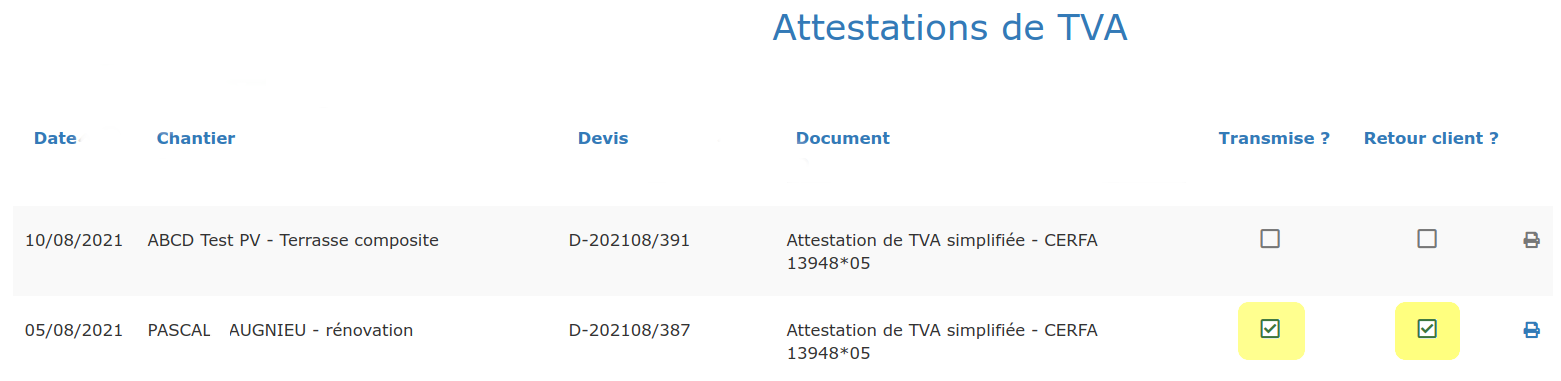 Attestations de TVA
Date Chantier Devis Document Transmise ? Retour client ?
10/08/2021 ABCD Test PV - Terrasse composite D-202108/391 Attestation de TVA simplifiée - CERFA
13948*05
05/08/2021 PASCAL AUGNIEU - rénovation D-202108/387 Attestation de TVA simplifiée - CERFA
13948*05